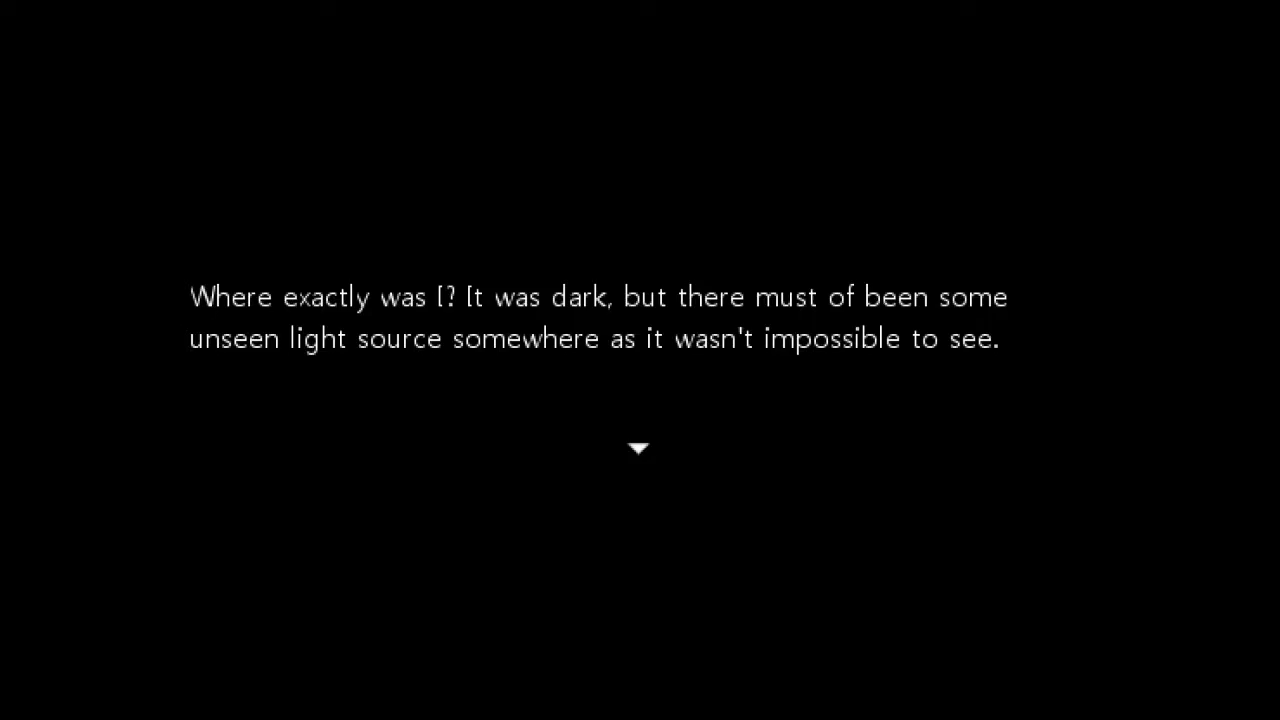 Where exactly was I? It was dark, but there must of been some
unseen light source somewhere as it wasn't impossible to see.